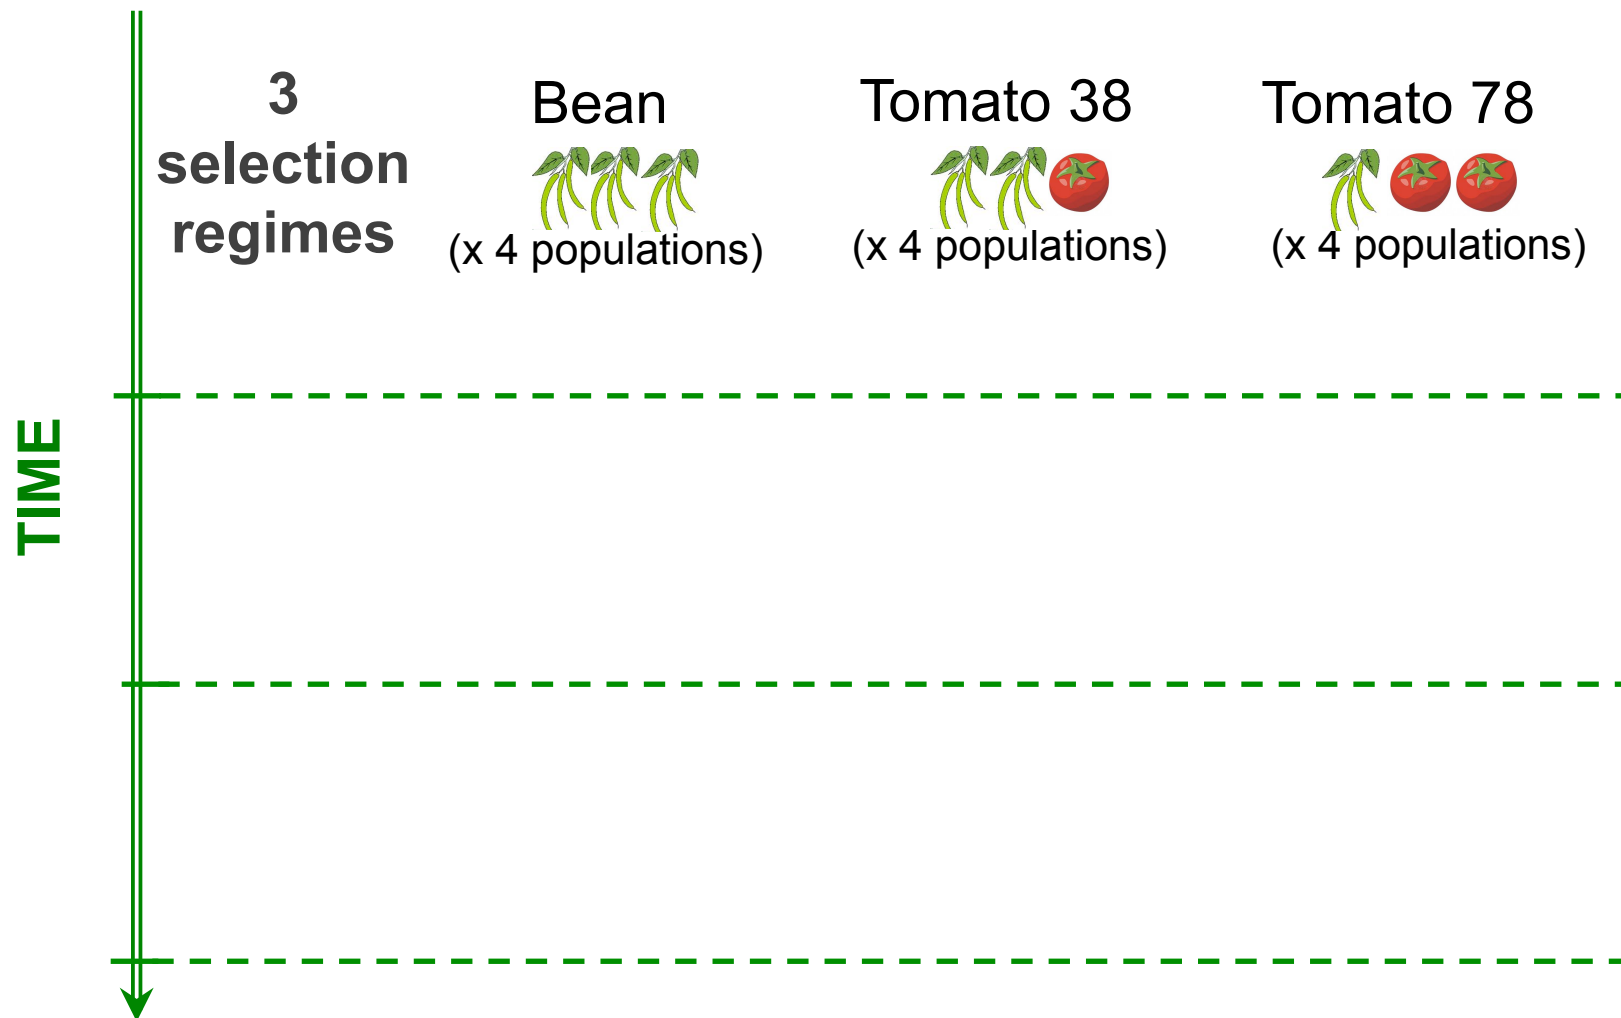 3
selection
regimes
Bean
(x 4 populations)
Tomato 38
(x 4 populations)
Tomato 78
(x 4 populations)
TIME